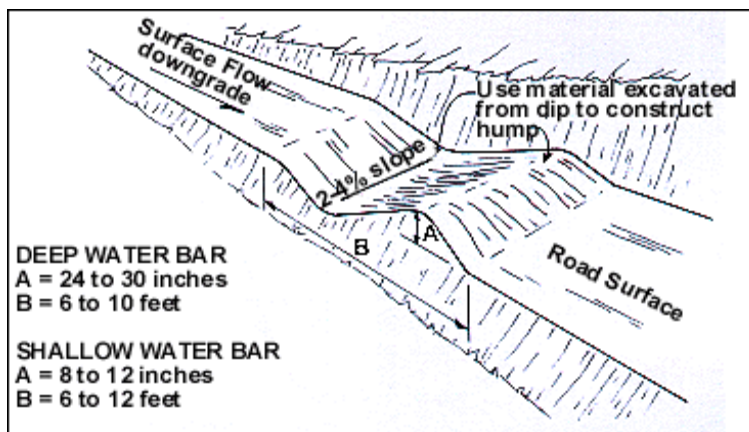 Surface Flow
downgrade
Use material excavated
from dip to construct
hump
2-4% slope
A
B
Road Surface
DEEP WATER BAR
A = 24 to 30 inches
B = 6 to 10 feet
SHALLOW WATER BAR
A = 8 to 12 inches
B = 6 to 12 feet